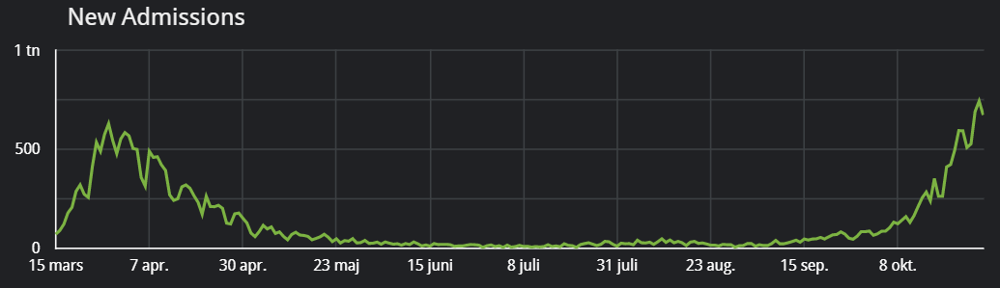 New Admissions
1 tn
500
0
15 mars 7 apr. 30 apr. 23 maj 15 juni 8 juli 31 juli 23 aug. 15 sep. 8 okt.